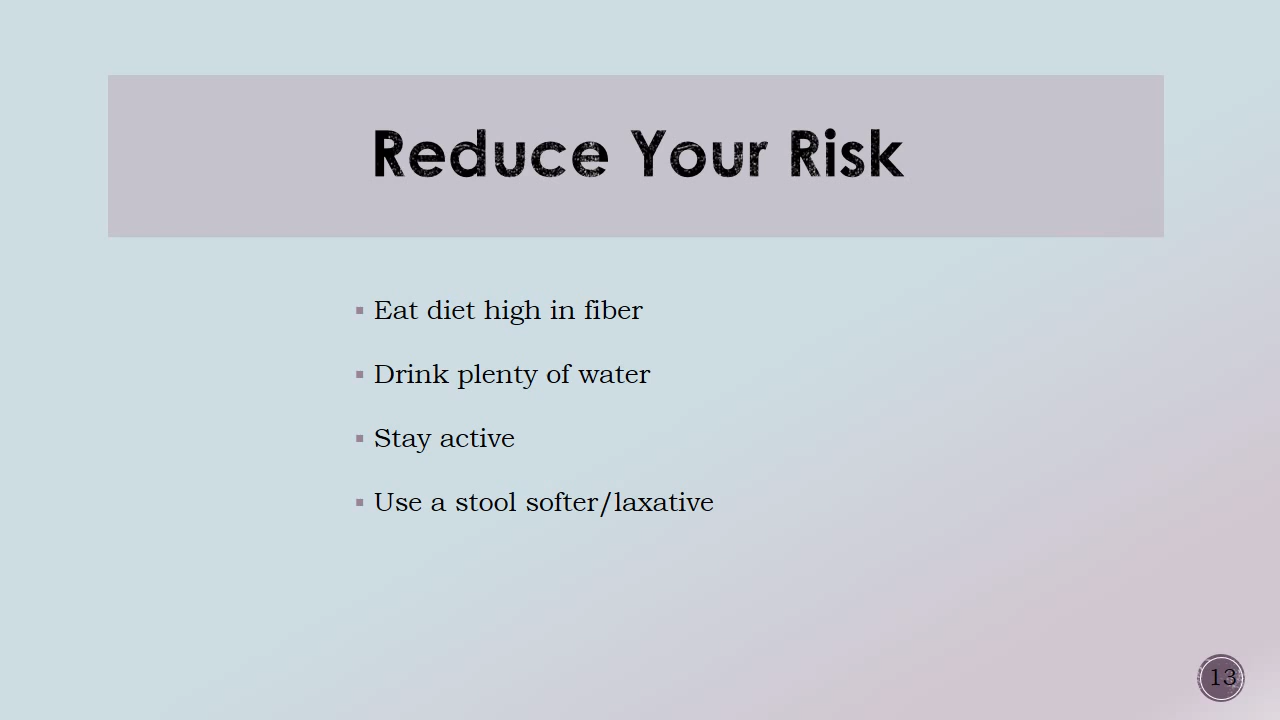 Reduce Your Risk
▪ Eat diet high in fiber
▪ Drink plenty of water
▪ Stay active
▪ Use a stool softer/laxative
13